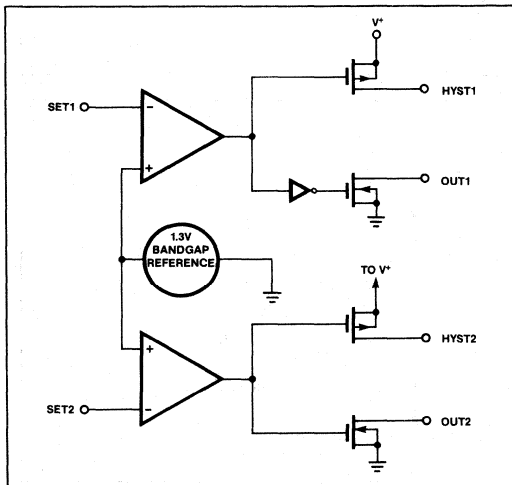 V+
HYST1
SET1
-
+
OUT1
1.3V
BANDGAP
REFERENCE
TO V+
+
HYST2
SET2
-
OUT2